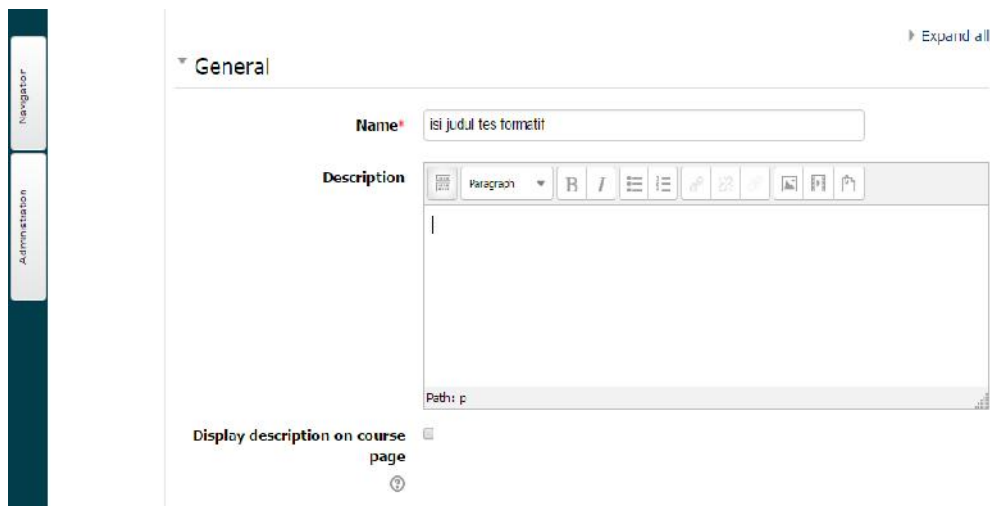 Expand all
General
Navigator
Name*
isi judul tes formatif
Description
Paragraph
B I
Administration
Path: p
Display description on course
page